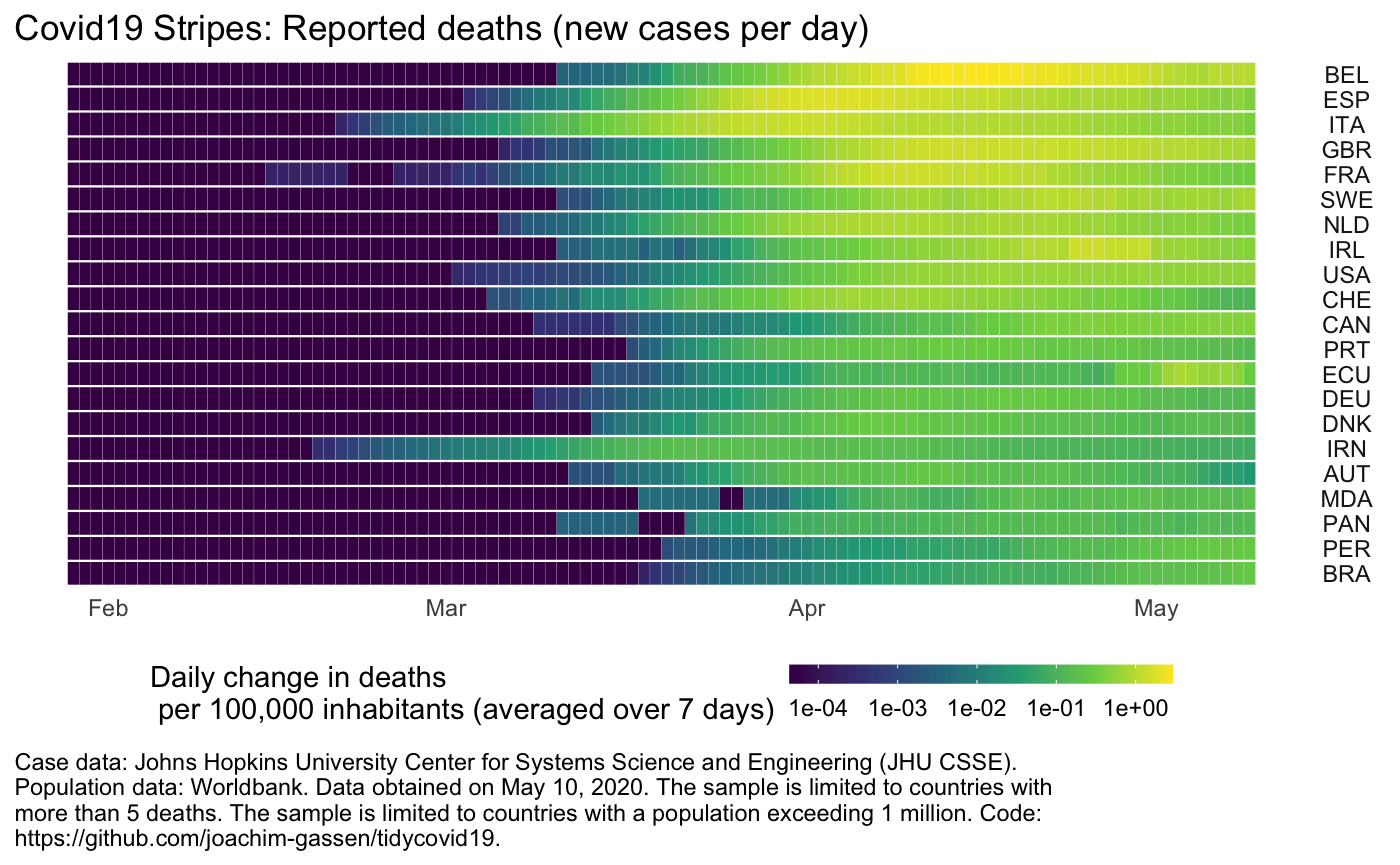 Covid19 Stripes: Reported deaths (new cases per day)
BEL
ESP
ITA
GBR
FRA
SWE
NLD
IRL
USA
CHE
CAN
PRT
ECU
DEU
DNK
IRN
AUT
MDA
PAN
PER
BRA
Feb Mar Apr May
Daily change in deaths
per 100,000 inhabitants (averaged over 7 days)
1e-04 1e-03 1e-02 1e-01 1e+00
Case data: Johns Hopkins University Center for Systems Science and Engineering (JHU CSSE).
Population data: Worldbank. Data obtained on May 10, 2020. The sample is limited to countries with
more than 5 deaths. The sample is limited to countries with a population exceeding 1 million. Code:
https://github.com/joachim-gassen/tidycovid19.